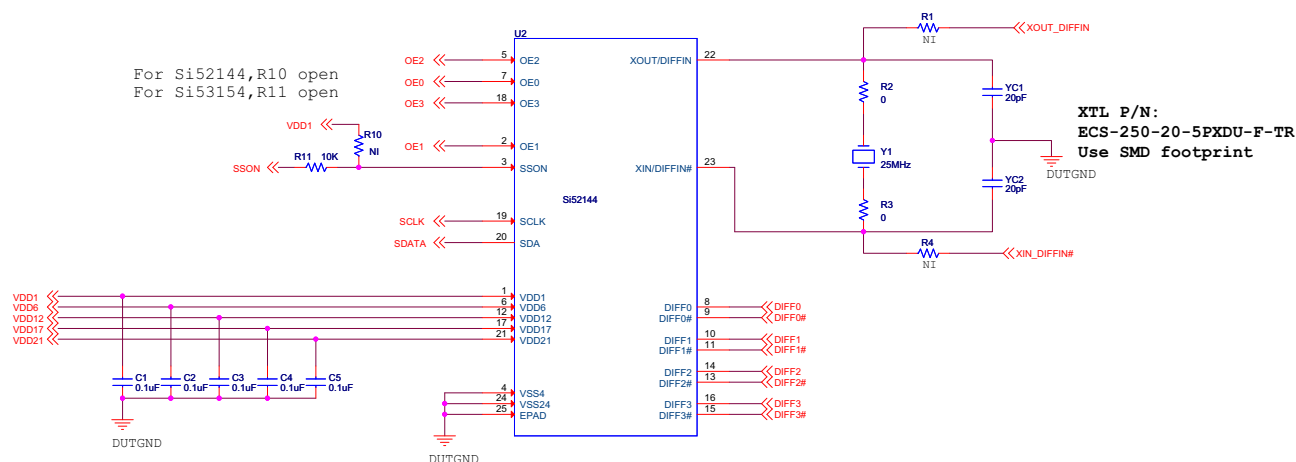 For Si52144,R10 open
For Si53154,R11 open
VDD1
R10
NI
R11 10K
SSON
OE2
OE0
OE3
OE1
SCLK
SDATA
VDD1
VDD6
VDD12
VDD17
VDD21
C1
0.1uF
C2
0.1uF
C3
0.1uF
C4
0.1uF
C5
0.1uF
DUTGND
DUTGND
U2
Si52144
5 OE2
7 OE0
18 OE3
2 OE1
3 SSON
19 SCLK
20 SDA
1 VDD1
6 VDD6
12 VDD12
17 VDD17
21 VDD21
4 VSS4
24 VSS24
25 EPAD
XOUT/DIFFIN 22
XIN/DIFFIN# 23
DIFF0 8 DIFF0
DIFF0# 9 DIFF0#
DIFF1 10 DIFF1
DIFF1# 11 DIFF1#
DIFF2 14 DIFF2
DIFF2# 13 DIFF2#
DIFF3 16 DIFF3
DIFF3# 15 DIFF3#
R1
NI
XOUT_DIFFIN
R2
0
Y1
25MHz
R3
0
R4
NI
XIN_DIFFIN#
YC1
20pF
YC2
20pF
DUTGND
XTL P/N:
ECS-250-20-5PXDU-F-TR
Use SMD footprint